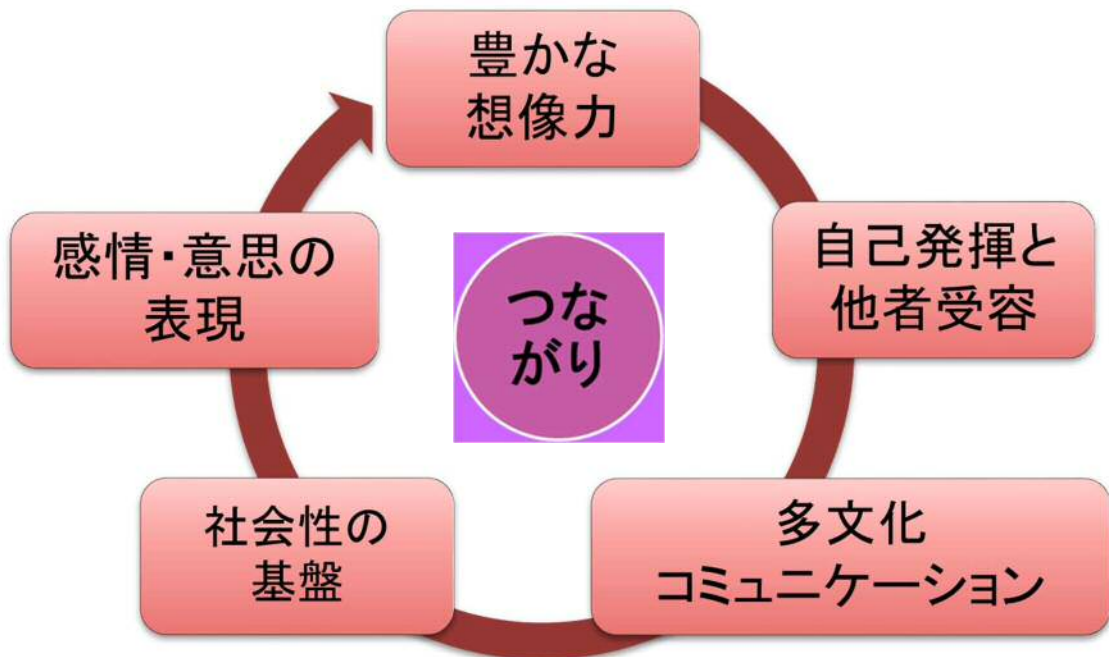 豊かな
想像力
自己発揮と
他者受容
多文化
コミュニケーション
社会性の
基盤
感情・意思の
表現
つな
がり